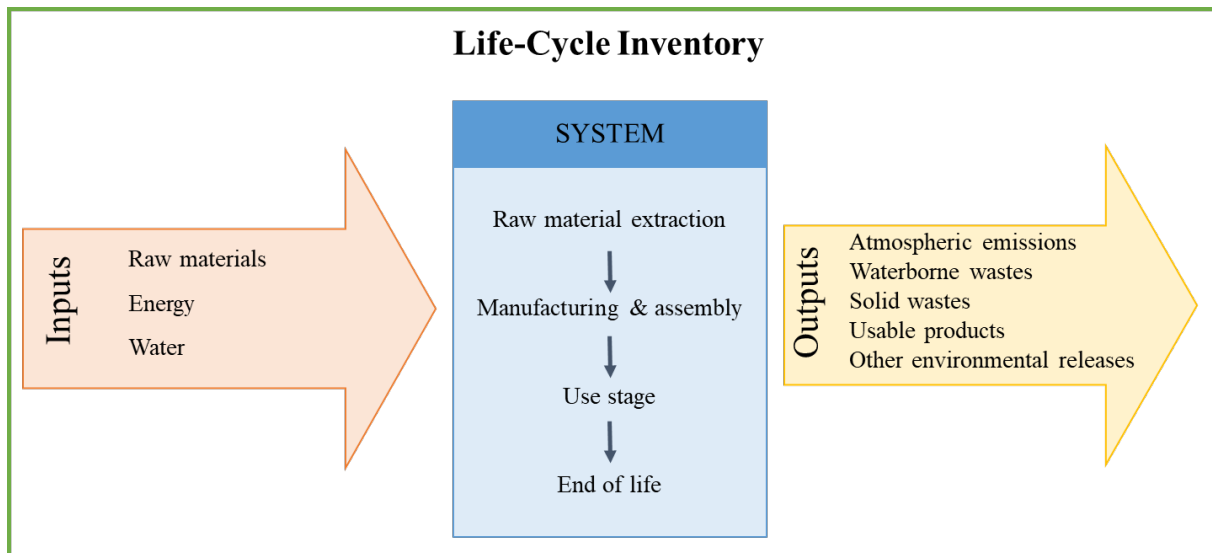 Life-Cycle Inventory
Inputs
Raw materials
Energy
Water
SYSTEM
Raw material extraction
Manufacturing & assembly
Use stage
End of life
Outputs
Atmospheric emissions
Waterborne wastes
Solid wastes
Usable products
Other environmental releases